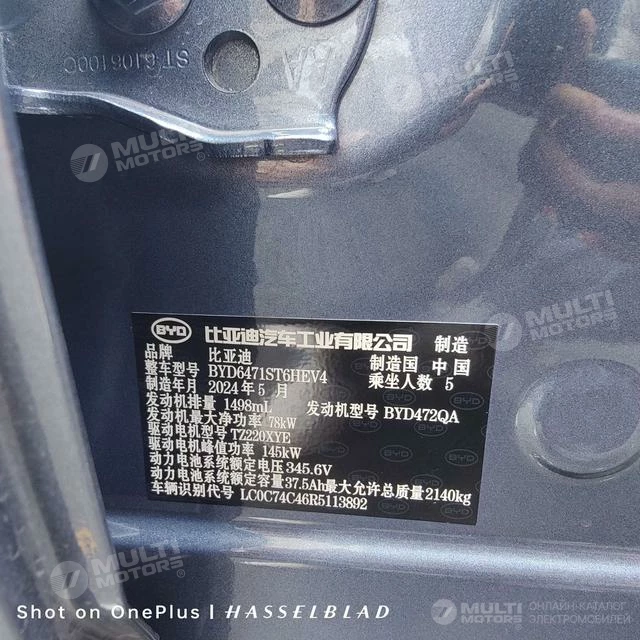 ST-6106100C
A
MULTI MOTORS
MULTI MOTORS
BYD 比亚迪汽车工业有限公司 制造
品牌 比亚迪 制造国 中国
整车型号 BYD6471ST6HEV4 乘坐人数 5
制造年月 2024年5月
发动机排量 1498mL 发动机型号 BYD472QA
发动机最大净功率 78kW
驱动电机型号 TZ220XYE
驱动电机峰值功率 145kW
动力电池系统额定电压 345.6V
动力电池系统额定容量 37.5Ah 最大允许总质量 2140kg
车辆识别代号 LC0C74C46R5113892
MULTI MOTORS
MULTI MOTORS
Shot on OnePlus | HASSELBLAD
MULTI MOTORS ОНЛАЙН-КАТАЛОГ ЭЛЕКТРОМОБИЛЕЙ